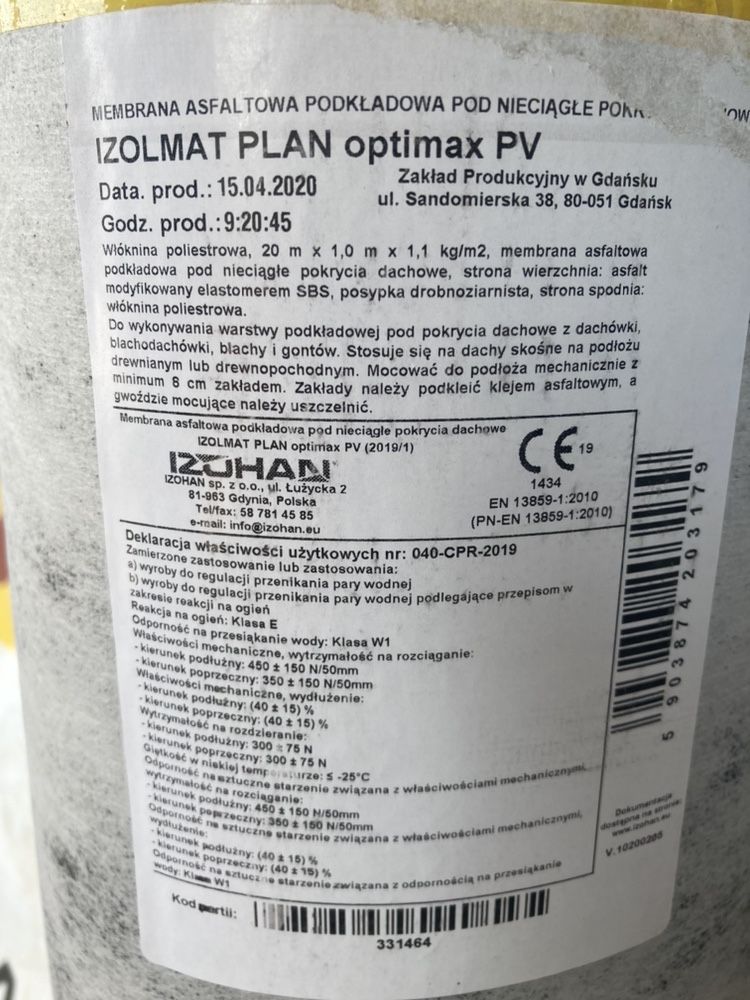 MEMBRANA ASFALTOWA PODKŁADOWA POD NIECIĄGŁE
IZOLMAT PLAN optimax PV
Data. prod.: 15.04.2020
Godz. prod.: 9:20:45
Zakład Produkcyjny w Gdańsku
ul. Sandomierska 38, 80-051 Gdańsk
Włóknina poliestrowa, 20 m x 1,0 m x 1,1 kg/m2, membrana asfaltowa
podkładowa pod nieciągłe pokrycia dachowe, strona wierzchnia: asfalt
modyfikowany elastomerem SBS, posypka drobnoziarnista, strona spodnia:
włóknina poliestrowa.
Do wykonywania warstwy podkładowej pod pokrycia dachowe z dachówki,
blachodachówki, blachy i gontów. Stosuje się na dachy skośne na podłożu
drewnianym lub drewnopochodnym. Mocować do podłoża mechanicznie z
minimum 8 cm zakładem. Zakłady należy podkleić klejem asfaltowym, a
gwoździe mocujące należy uszczelnić.
Membrana asfaltowa podkładowa pod nieciągłe pokrycia dachowe
IZOLMAT PLAN optimax PV (2019/1)
IZOHAN
IZOHAN sp. z o.o., ul. Łużycka 2
81-963 Gdynia, Polska
Tel/fax: 58 781 45 85
e-mail: info@izohan.eu
CE 19
1434
EN 13859-1:2010
(PN-EN 13859-1:2010)
Deklaracja właściwości użytkowych nr: 040-CPR-2019
Zamierzone zastosowanie lub zastosowania:
a) wyroby do regulacji przenikania pary wodnej
b) wyroby do regulacji przenikania pary wodnej podlegające przepisom w
zakresie reakcji na ogień
Reakcja na ogień: Klasa E
Odporność na przesiąkanie wody: Klasa W1
Właściwości mechaniczne, wytrzymałość na rozciąganie:
- kierunek podłużny: 450 ± 150 N/50mm
- kierunek poprzeczny: 350 ± 150 N/50mm
Właściwości mechaniczne, wydłużenie:
- kierunek podłużny: (40 ± 15) %
- kierunek poprzeczny: (40 ± 15) %
Wytrzymałość na rozdzieranie:
- kierunek podłużny: 300 ± 75 N
- kierunek poprzeczny: 300 ± 75 N
Giętkość w niskiej temperaturze: ≤ -25°C
Odporność na sztuczne starzenie związana z właściwościami mechanicznymi,
wytrzymałość na rozciąganie:
- kierunek podłużny: 450 ± 150 N/50mm
- kierunek poprzeczny: 350 ± 150 N/50mm
Odporność na sztuczne starzenie związana z właściwościami mechanicznymi,
wydłużenie:
- kierunek podłużny: (40 ± 15) %
- kierunek poprzeczny: (40 ± 15) %
Odporność na sztuczne starzenie związana z odpornością na przesiąkanie
wody: Klasa W1
5 903874 203179
Dokumentacja
dostępna na stronie:
www.izohan.eu
V.10200205
Kod partii:
331464